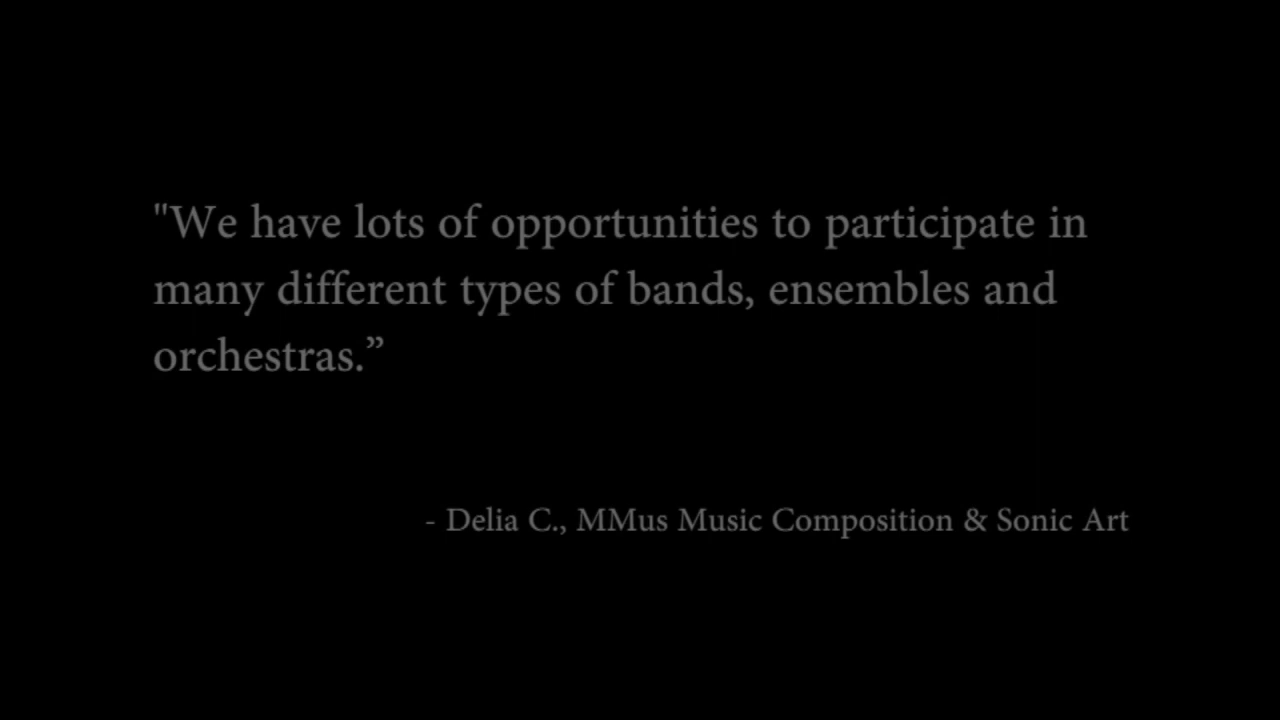 "We have lots of opportunities to participate in
many different types of bands, ensembles and
orchestras.”
- Delia C., MMus Music Composition & Sonic Art